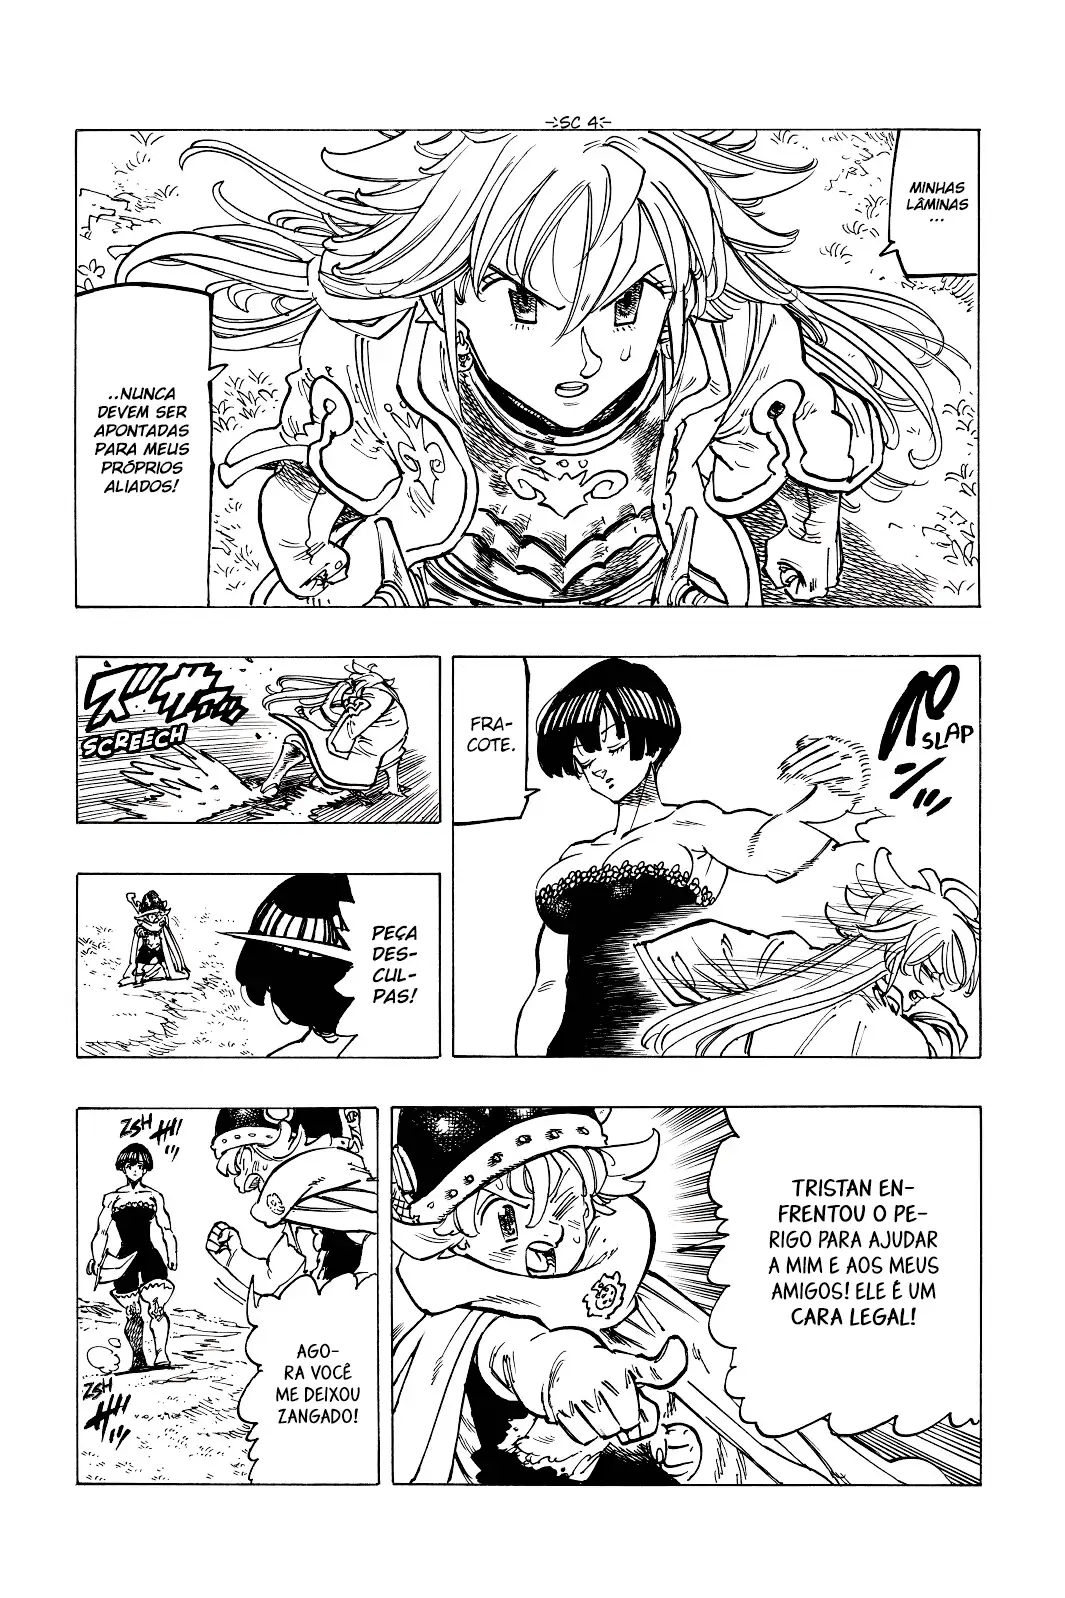 SC 4
MINHAS
LÂMINAS
...
..NUNCA
DEVEM SER
APONTADAS
PARA MEUS
PRÓPRIOS
ALIADOS!
FRA-
COTE.
SLAP
SCREECH
PEÇA
DES-
CUL-
PAS!
TRISTAN EN-
FRENTOU O PE-
RIGO PARA AJUDAR
A MIM E AOS MEUS
AMIGOS! ELE É UM
CARA LEGAL!
ZSH
AGO-
RA VOCÊ
ME DEIXOU
ZANGADO!
ZSH